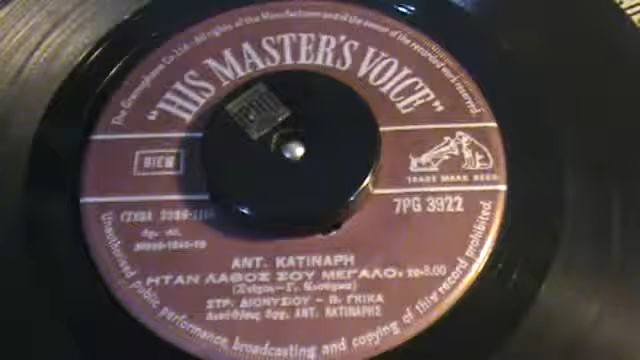 The Gramophone Co. Ltd. - All rights of the Manufacturer and of the owner of the recorded work reserved
"HIS MASTER'S VOICE"
ΒΙΕΜ
TRADE MARK REGD
7PG 3922
ΑΝΤ. ΚΑΤΙΝΑΡΗ
ΗΤΑΝ ΛΑΘΟΣ ΣΟΥ ΜΕΓΑΛΟ
ΣΤΡ. ΔΙΟΝΥΣΙΟΥ - Β. ΓΚΙΚΑ
Διευθύνει ΑΝΤ. ΚΑΤΙΝΑΡΗΣ
Unauthorised public performance, broadcasting and copying of this record prohibited.